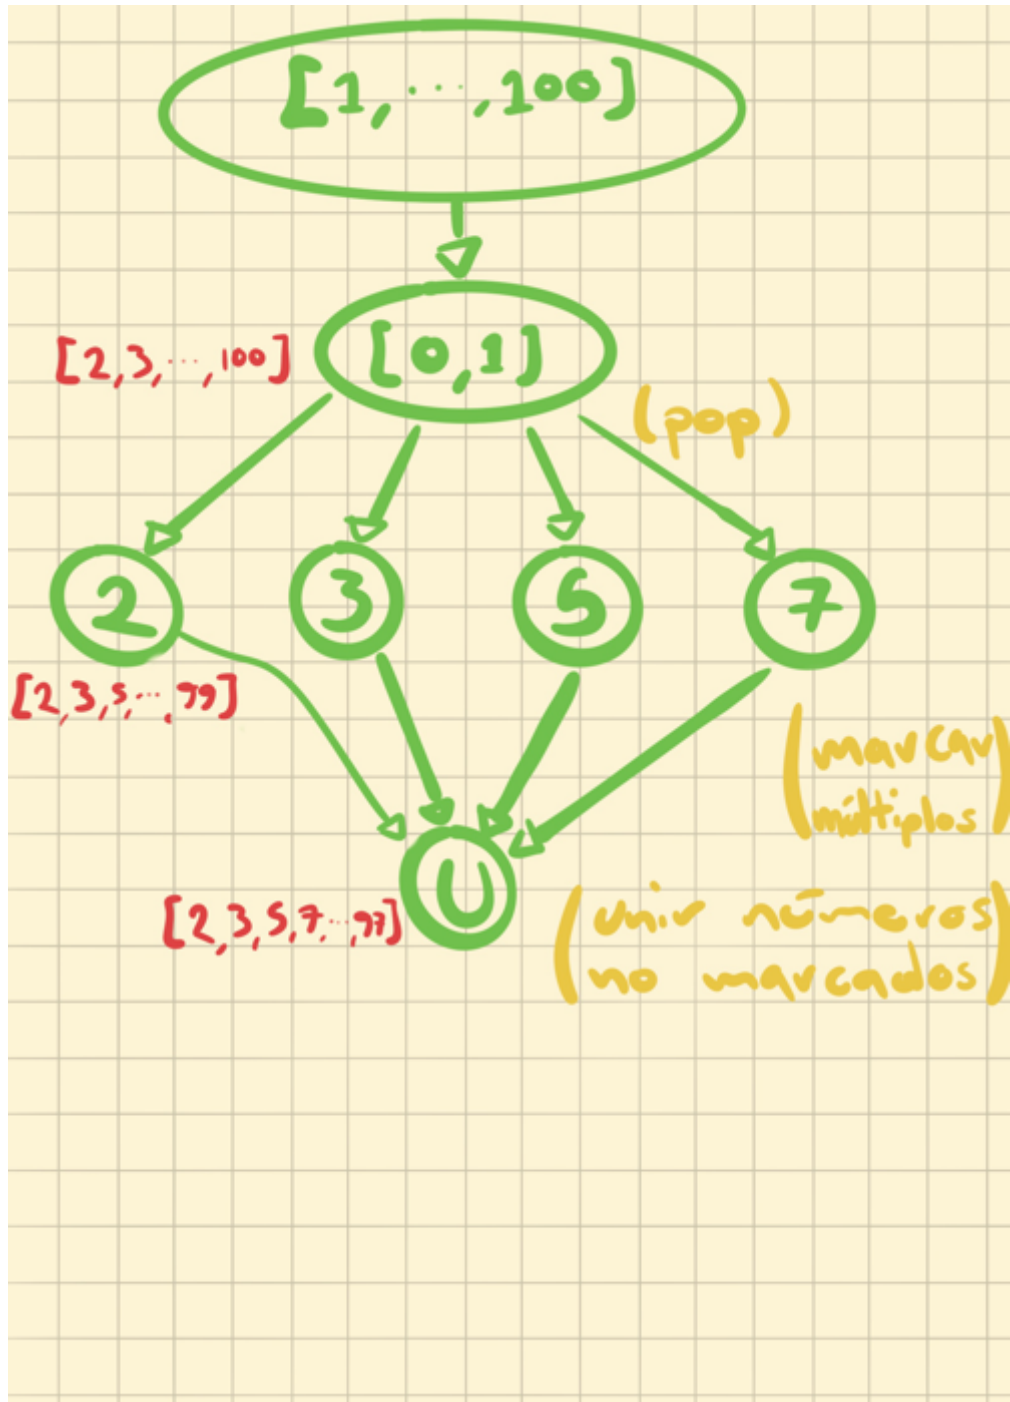 [1, ..., 100]
[0,1]
[2,3,...,100]
(pop)
2
3
5
7
[2,3,5,...,99]
(marcar
múltiplos)
U
[2,3,5,7...,97]
(unir números
no marcados)